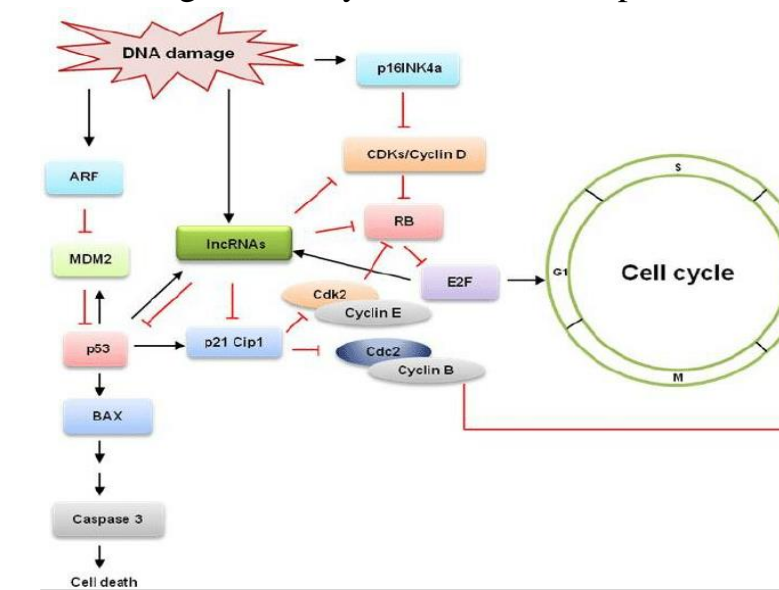 DNA damage
p16INK4a
CDKs/Cyclin D
ARF
RB
S
lncRNAs
MDM2
G1
Cell cycle
E2F
Cdk2
Cyclin E
p53
p21 Cip1
Cdc2
Cyclin B
M
BAX
Caspase 3
Cell death